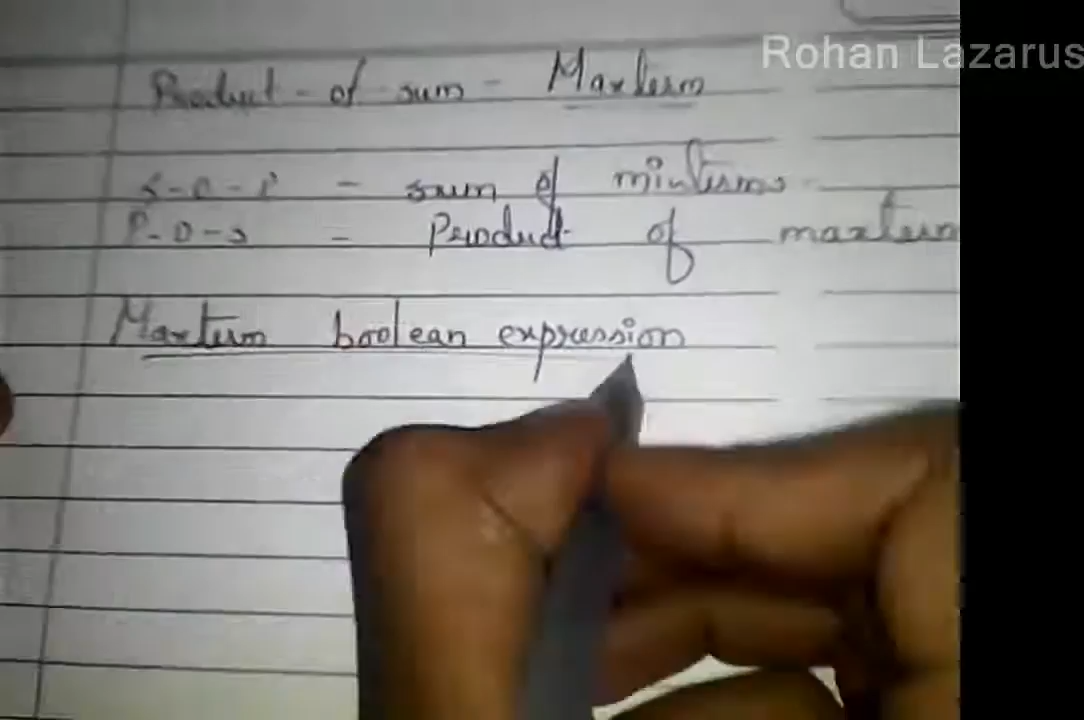 Rohan Lazarus
Product - of - sum - Maxterm
S-O-P - sum of minterms
P-O-S - Product of maxterm
Maxterm boolean expression